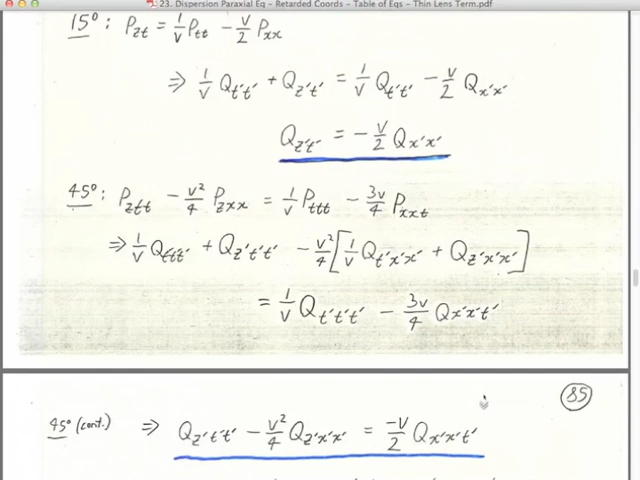 23. Dispersion Paraxial Eq – Retarded Coords – Table of Eqs – Thin Lens Term.pdf
15°: P_zt = 1/v P_tt − v/2 P_xx
⇒ 1/v Q_t't' + Q_z't' = 1/v Q_t't' − v/2 Q_x'x'
Q_z't' = − v/2 Q_x'x'
45°: P_ztt − v²/4 P_zxx = 1/v P_ttt − 3v/4 P_xxt
⇒ 1/v Q_t't't' + Q_z't't' − v²/4 [ 1/v Q_t'x'x' + Q_z'x'x' ]
= 1/v Q_t't't' − 3v/4 Q_x'x't'
85
45° (cont.) ⇒ Q_z't't' − v²/4 Q_z'x'x' = −v/2 Q_x'x't'